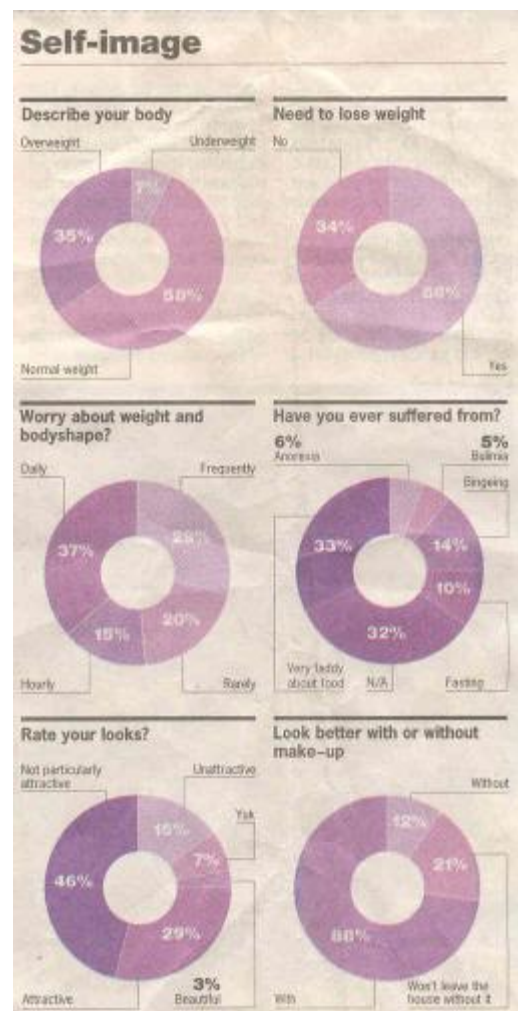 Self-image
Describe your body
Overweight
Underweight
7%
35%
58%
Normal weight
Need to lose weight
No
34%
66%
Yes
Worry about weight and
bodyshape?
Daily
Frequently
37%
20%
15%
Hourly
Rarely
Have you ever suffered from?
6%
Anorexia
5%
Bulimia
Bingeing
33%
14%
10%
32%
Very faddy
about food
N/A
Fasting
Rate your looks?
Not particularly
attractive
Unattractive
Yuk
15%
7%
46%
29%
3%
Beautiful
Attractive
Look better with or without
make-up
Without
12%
21%
With
Won't leave the
house without it